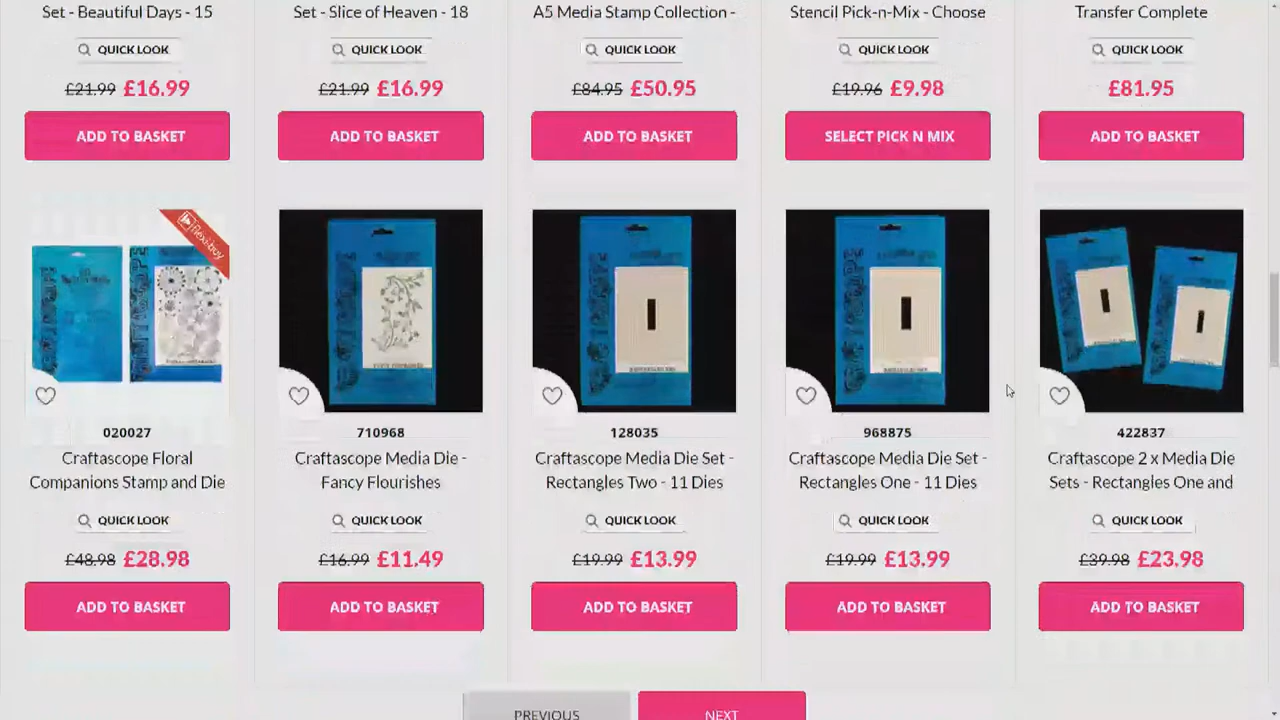 Set - Beautiful Days - 15
Set - Slice of Heaven - 18
A5 Media Stamp Collection -
Stencil Pick-n-Mix - Choose
Transfer Complete
QUICK LOOK
QUICK LOOK
QUICK LOOK
QUICK LOOK
QUICK LOOK
£21.99 £16.99
£21.99 £16.99
£84.95 £50.95
£19.96 £9.98
£81.95
ADD TO BASKET
ADD TO BASKET
ADD TO BASKET
SELECT PICK N MIX
ADD TO BASKET
flexi-buy
020027
710968
128035
968875
422837
Craftascope Floral
Companions Stamp and Die
Craftascope Media Die -
Fancy Flourishes
Craftascope Media Die Set -
Rectangles Two - 11 Dies
Craftascope Media Die Set -
Rectangles One - 11 Dies
Craftascope 2 x Media Die
Sets - Rectangles One and
QUICK LOOK
QUICK LOOK
QUICK LOOK
QUICK LOOK
QUICK LOOK
£48.98 £28.98
£16.99 £11.49
£19.99 £13.99
£19.99 £13.99
£39.98 £23.98
ADD TO BASKET
ADD TO BASKET
ADD TO BASKET
ADD TO BASKET
ADD TO BASKET
PREVIOUS
NEXT